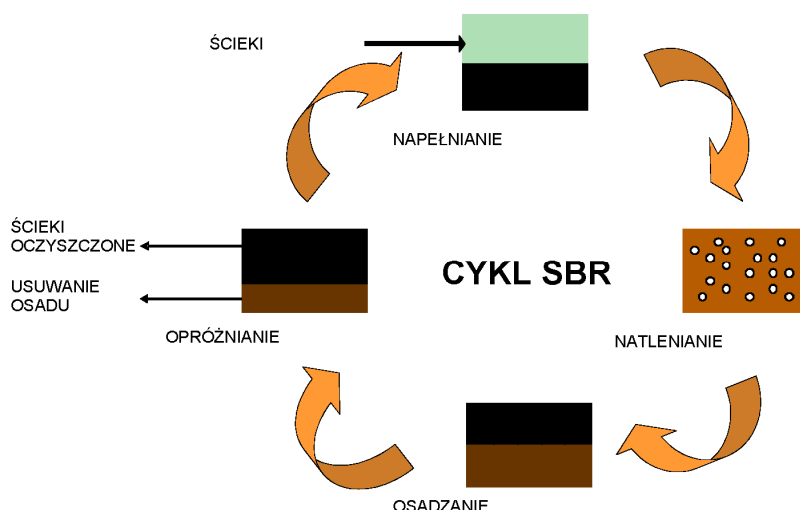 ŚCIEKI
NAPEŁNIANIE
ŚCIEKI
OCZYSZCZONE
USUWANIE
OSADU
OPRÓŻNIANIE
CYKL SBR
NATLENIANIE
OSADZANIE